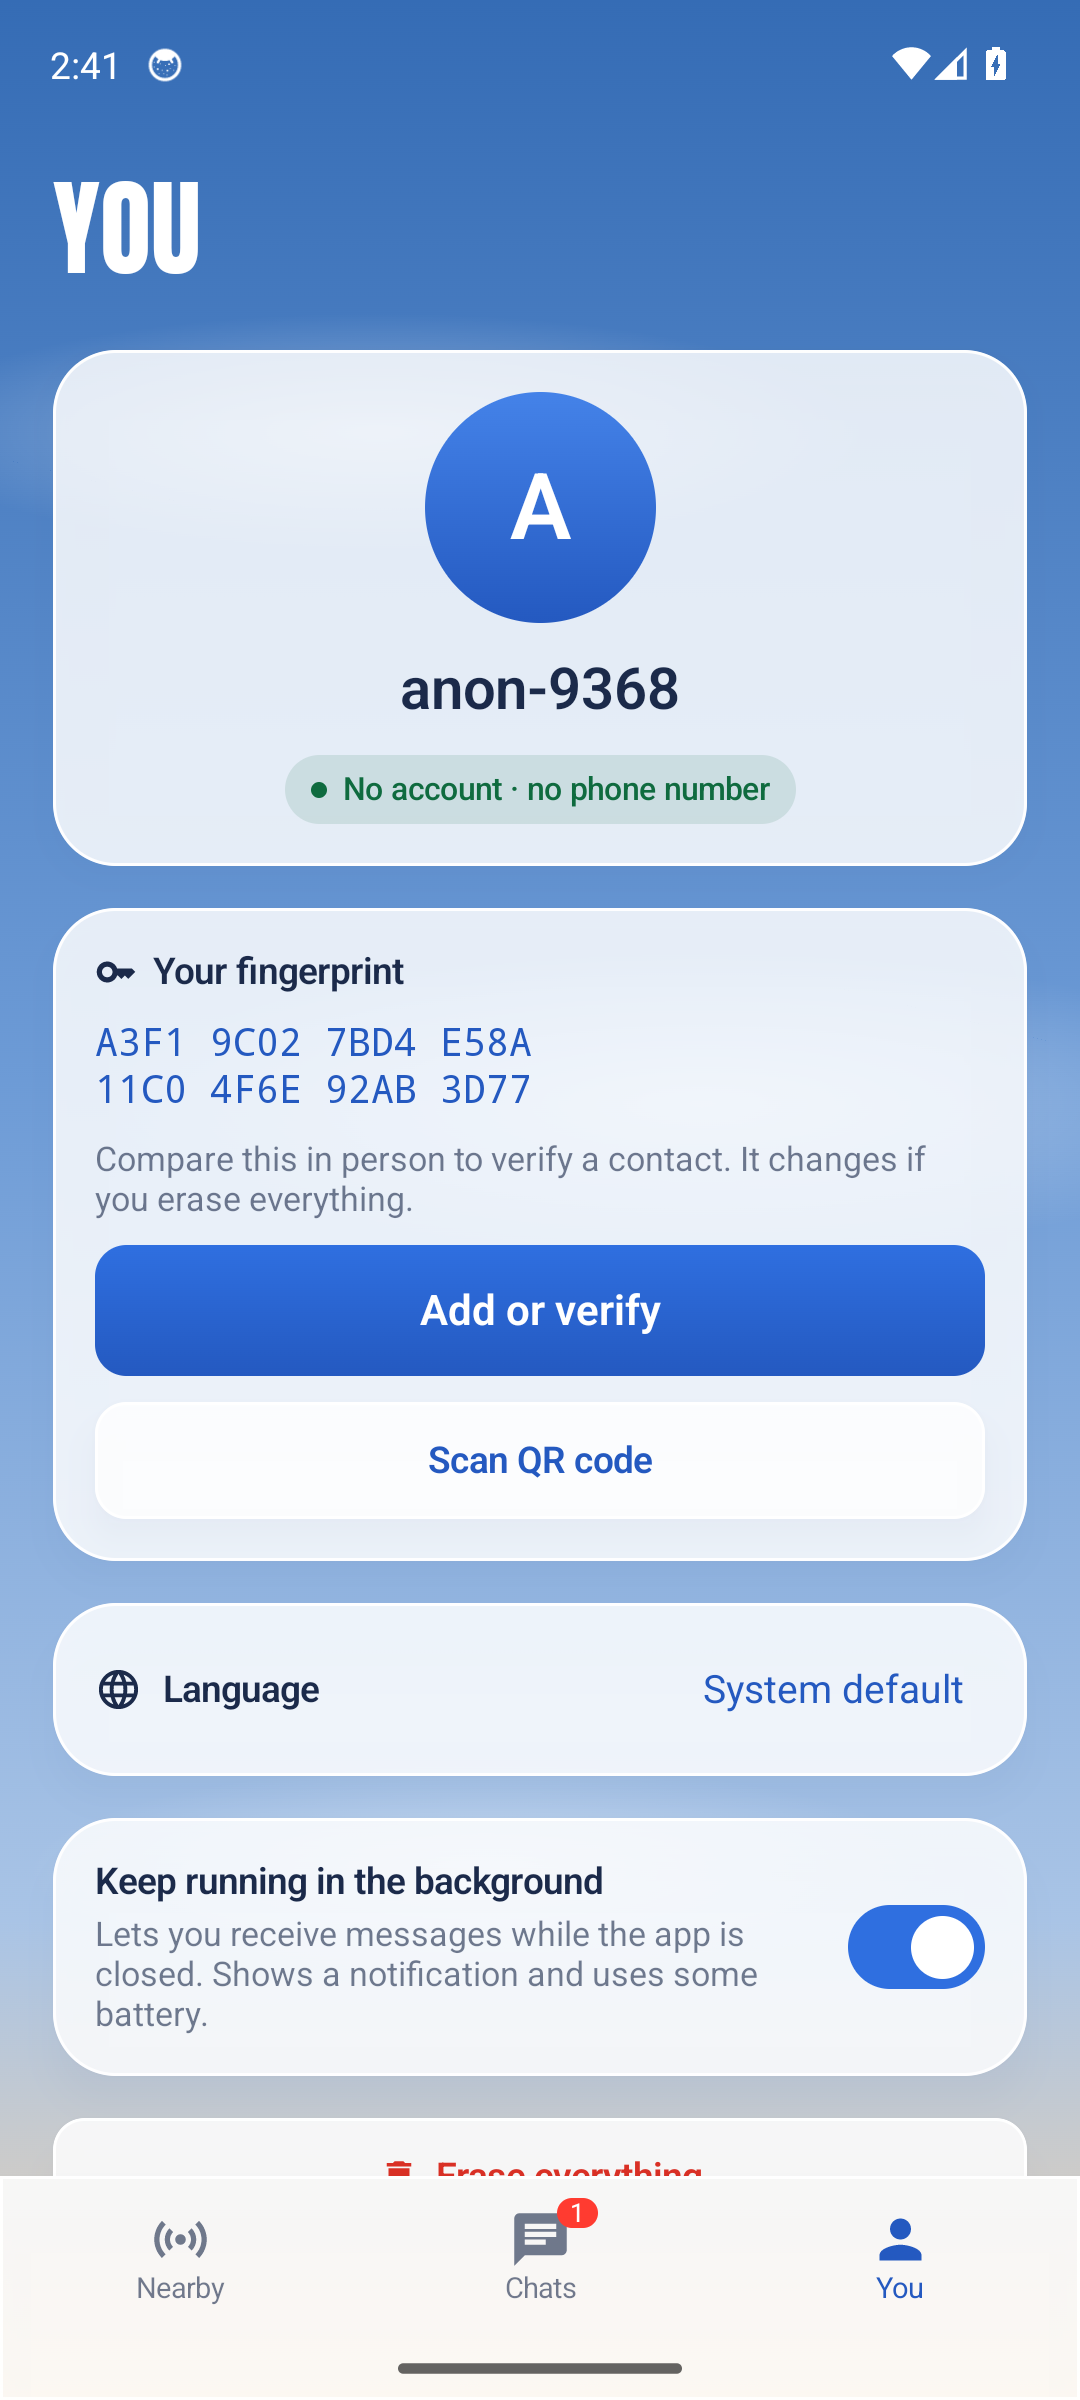 2:41
YOU
A
anon-9368
No account · no phone number
Your fingerprint
A3F1 9C02 7BD4 E58A
11C0 4F6E 92AB 3D77
Compare this in person to verify a contact. It changes if
you erase everything.
Add or verify
Scan QR code
Language
System default
Keep running in the background
Lets you receive messages while the app is
closed. Shows a notification and uses some
battery.
Erase everything
1
Nearby
Chats
You